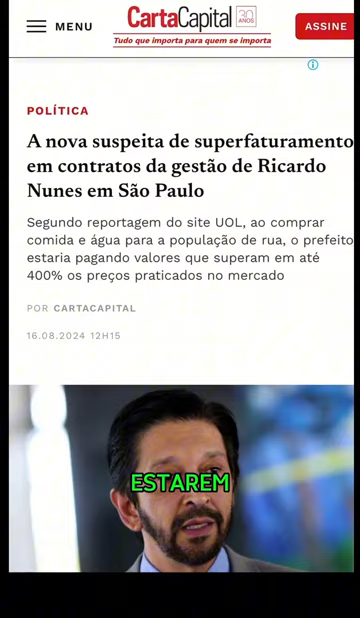 MENU
CartaCapital
30
ANOS
Tudo que importa para quem se importa
ASSINE
POLÍTICA
A nova suspeita de superfaturamento
em contratos da gestão de Ricardo
Nunes em São Paulo
Segundo reportagem do site UOL, ao comprar
comida e água para a população de rua, o prefeito
estaria pagando valores que superam em até
400% os preços praticados no mercado
POR CARTACAPITAL
16.08.2024 12H15
ESTAREM